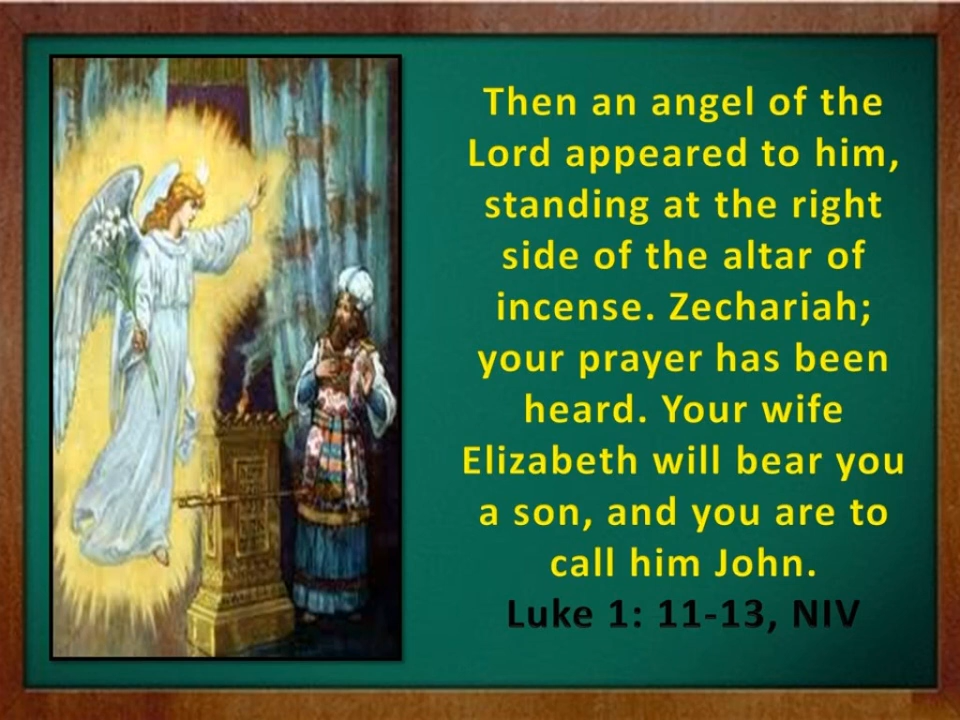 Then an angel of the
Lord appeared to him,
standing at the right
side of the altar of
incense. Zechariah;
your prayer has been
heard. Your wife
Elizabeth will bear you
a son, and you are to
call him John.
Luke 1: 11-13, NIV